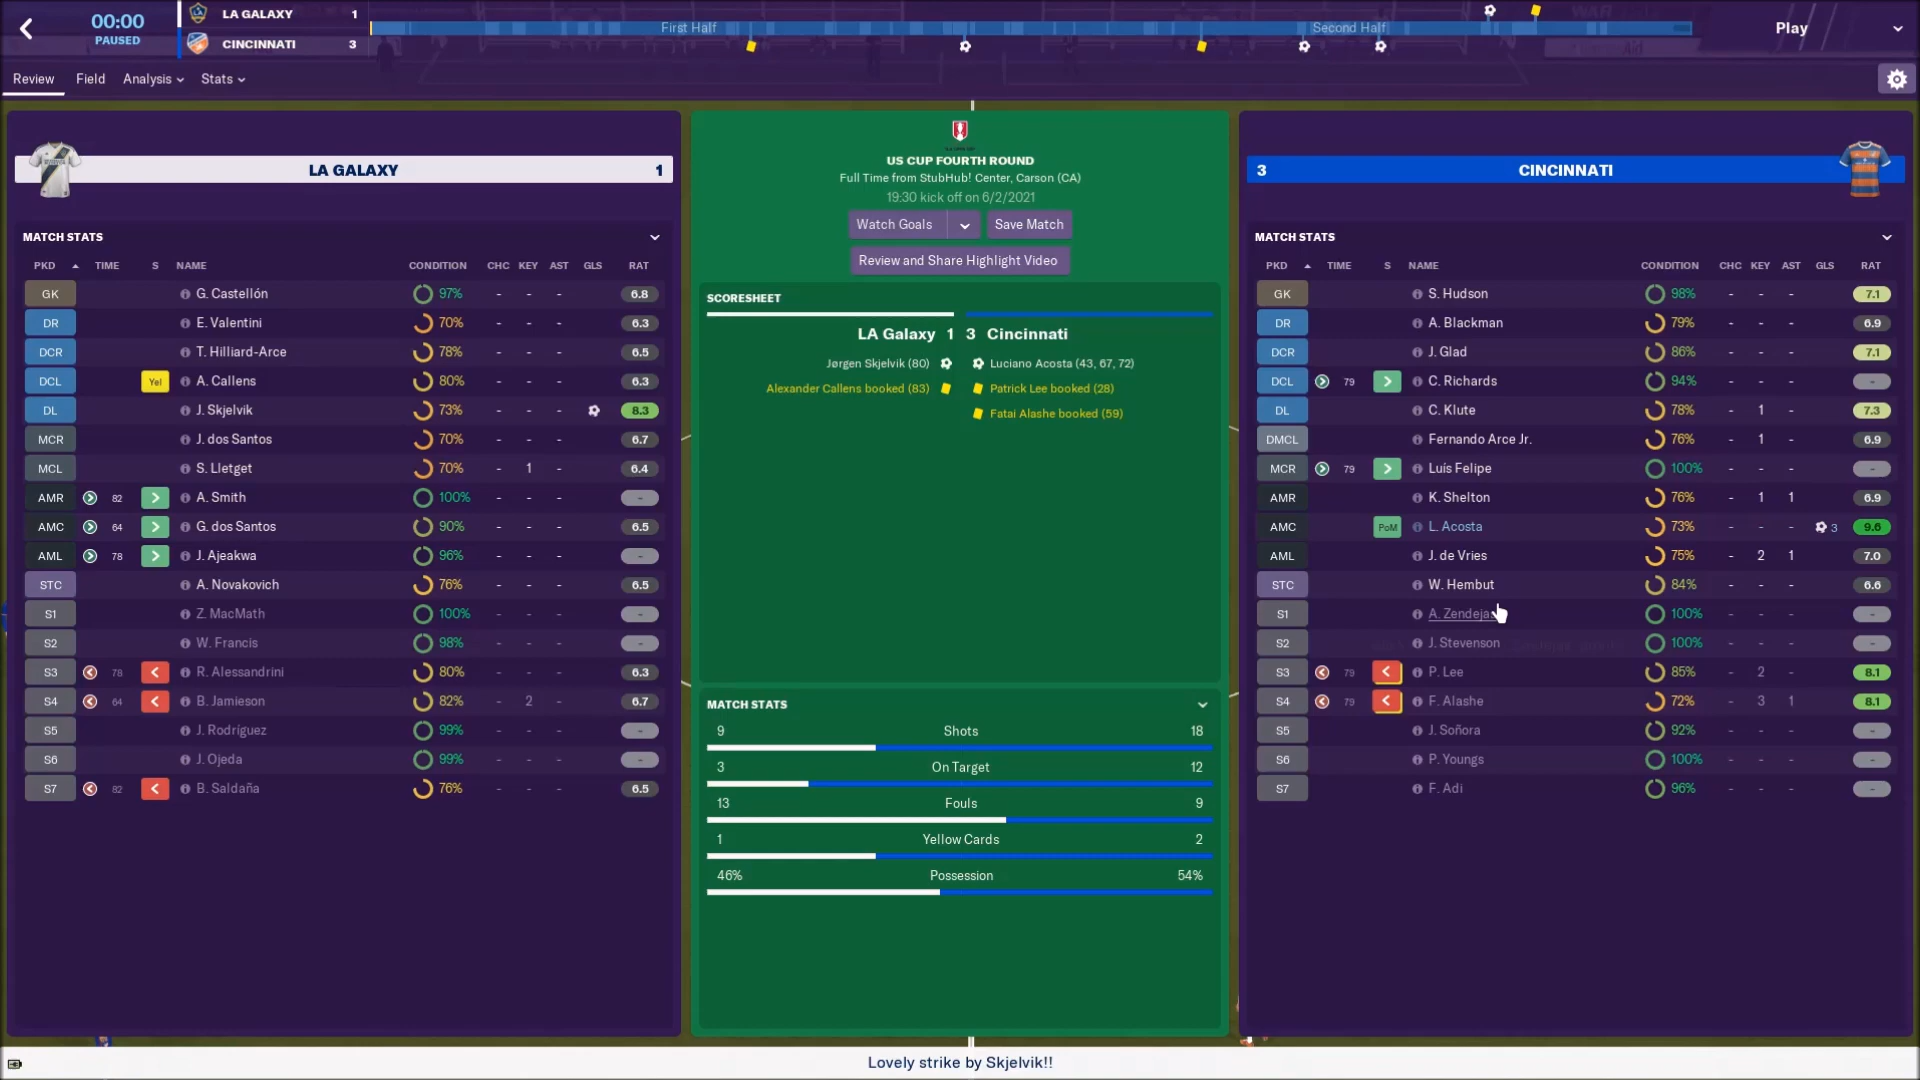 00:00
PAUSED
LA GALAXY 1
CINCINNATI 3
First Half
Second Half
Play
Review Field Analysis Stats
LA GALAXY 1
MATCH STATS
PKD TIME S NAME CONDITION CHC KEY AST GLS RAT
GK G. Castellón 97% - - - 6.8
DR E. Valentini 70% - - - 6.3
DCR T. Hilliard-Arce 78% - - - 6.5
DCL Yel A. Callens 80% - - - 6.3
DL J. Skjelvik 73% - - - 8.3
MCR J. dos Santos 70% - - - 6.7
MCL S. Lletget 70% - 1 - 6.4
AMR 82 A. Smith 100% - - - -
AMC 64 G. dos Santos 90% - - - 6.5
AML 78 J. Ajeakwa 96% - - - -
STC A. Novakovich 76% - - - 6.5
S1 Z. MacMath 100% - - - -
S2 W. Francis 98% - - - -
S3 78 R. Alessandrini 80% - - - 6.3
S4 64 B. Jamieson 82% - 2 - 6.7
S5 J. Rodríguez 99% - - - -
S6 J. Ojeda 99% - - - -
S7 82 B. Saldaña 76% - - - 6.5
US CUP FOURTH ROUND
Full Time from StubHub! Center, Carson (CA)
19:30 kick off on 6/2/2021
Watch Goals Save Match
Review and Share Highlight Video
SCORESHEET
LA Galaxy 1 3 Cincinnati
Jørgen Skjelvik (80) Luciano Acosta (43, 67, 72)
Alexander Callens booked (83) Patrick Lee booked (28)
Fatai Alashe booked (59)
MATCH STATS
9 Shots 18
3 On Target 12
13 Fouls 9
1 Yellow Cards 2
46% Possession 54%
3 CINCINNATI
MATCH STATS
PKD TIME S NAME CONDITION CHC KEY AST GLS RAT
GK S. Hudson 98% - - - 7.1
DR A. Blackman 79% - - - 6.9
DCR J. Glad 86% - - - 7.1
DCL 79 C. Richards 94% - - - -
DL C. Klute 78% - 1 - 7.3
DMCL Fernando Arce Jr. 76% - 1 - 6.9
MCR 79 Luís Felipe 100% - - - -
AMR K. Shelton 76% - 1 1 6.9
AMC PoM L. Acosta 73% - - - 3 9.6
AML J. de Vries 75% - 2 1 7.0
STC W. Hembut 84% - - - 6.6
S1 100% - - - -
S2 J. Stevenson 100% - - - -
S3 79 P. Lee 85% - 2 - 8.1
S4 79 F. Alashe 72% - 3 1 8.1
S5 J. Soñora 92% - - - -
S6 P. Youngs 100% - - - -
S7 F. Adi 96% - - - -
Lovely strike by Skjelvik!!